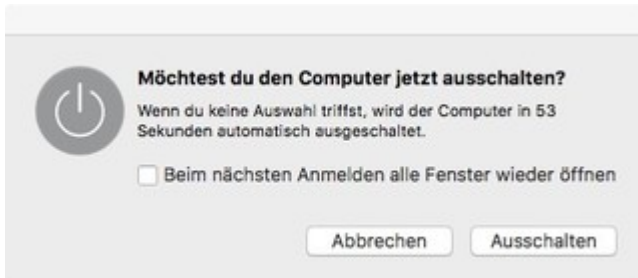 Möchtest du den Computer jetzt ausschalten?
Wenn du keine Auswahl triffst, wird der Computer in 53
Sekunden automatisch ausgeschaltet.
Beim nächsten Anmelden alle Fenster wieder öffnen
Abbrechen
Ausschalten